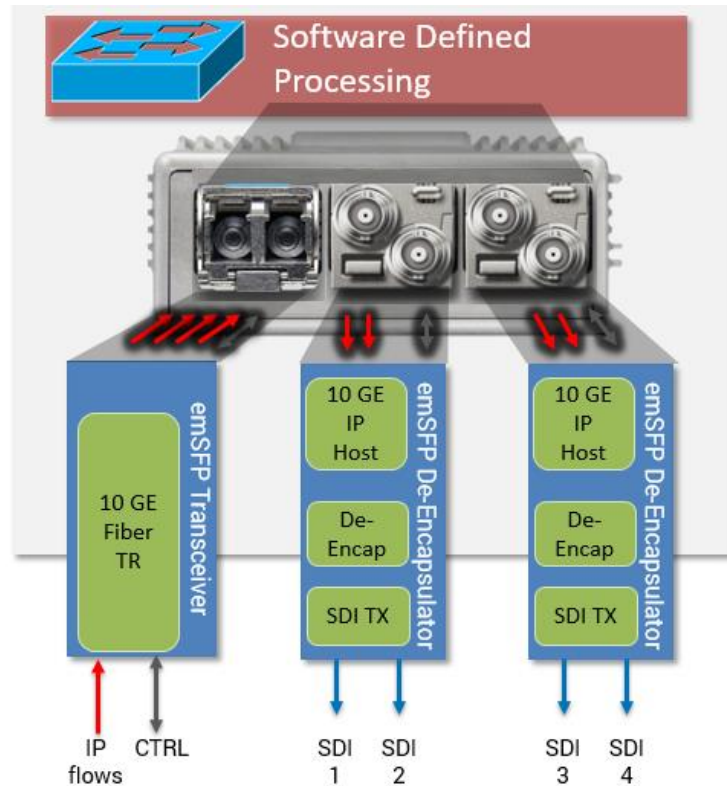 Software Defined
Processing
emSFP Transceiver
10 GE
Fiber
TR
emSFP De-Encapsulator
10 GE
IP
Host
De-
Encap
SDI TX
emSFP De-Encapsulator
10 GE
IP
Host
De-
Encap
SDI TX
IP
flows
CTRL
SDI
1
SDI
2
SDI
3
SDI
4